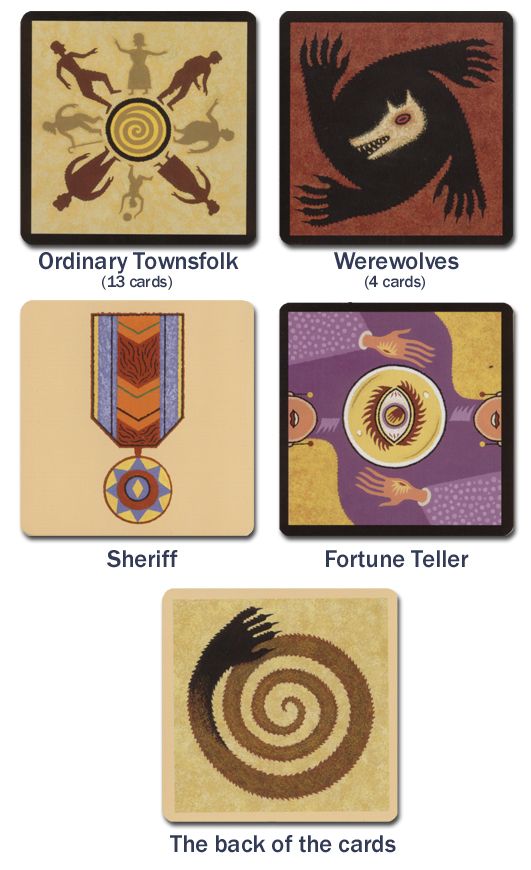 Ordinary Townsfolk
(13 cards)
Werewolves
(4 cards)
Sheriff
Fortune Teller
The back of the cards